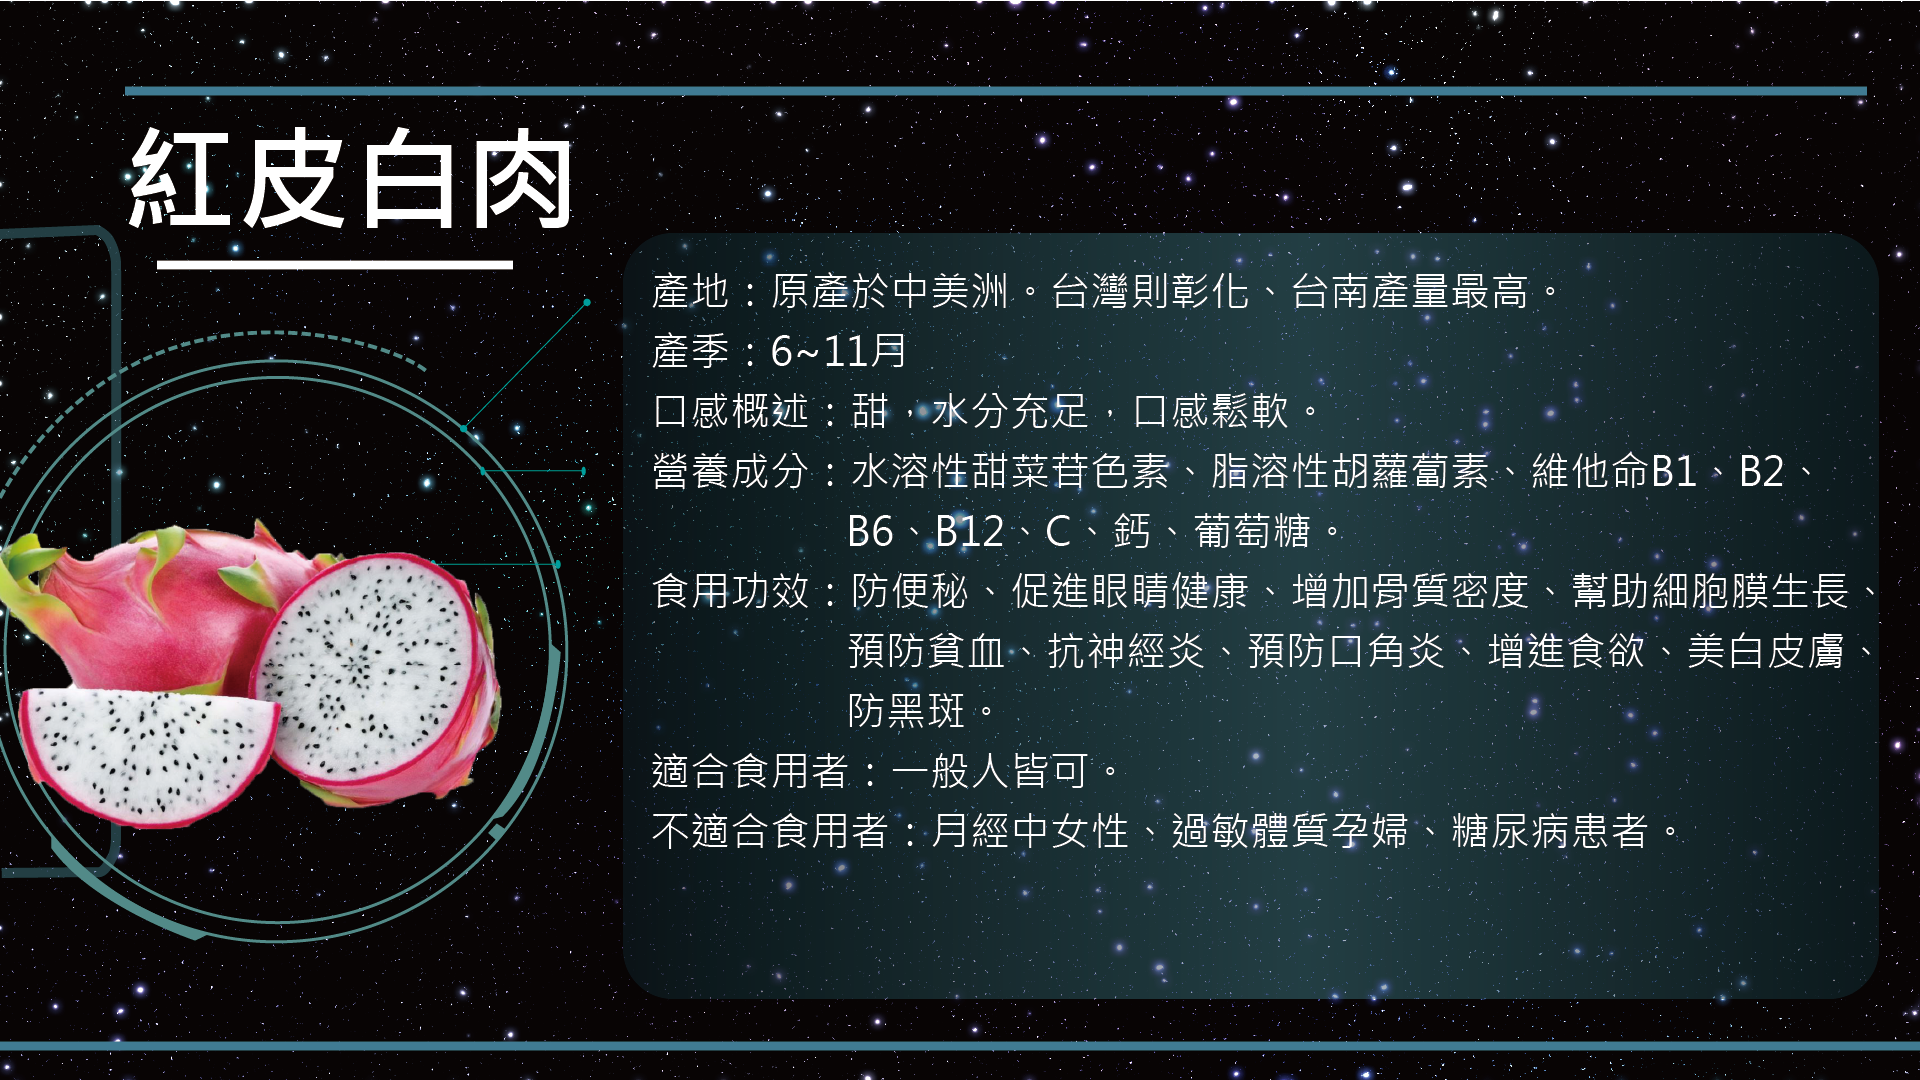 紅皮白肉
產地：原產於中美洲。台灣則彰化、台南產量最高。
產季：6~11月
口感概述：甜，水分充足，口感鬆軟。
營養成分：水溶性甜菜苷色素、脂溶性胡蘿蔔素、維他命B1、B2、
B6、B12、C、鈣、葡萄糖。
食用功效：防便秘、促進眼睛健康、增加骨質密度、幫助細胞膜生長、
預防貧血、抗神經炎、預防口角炎、增進食欲、美白皮膚、
防黑斑。
適合食用者：一般人皆可。
不適合食用者：月經中女性、過敏體質孕婦、糖尿病患者。